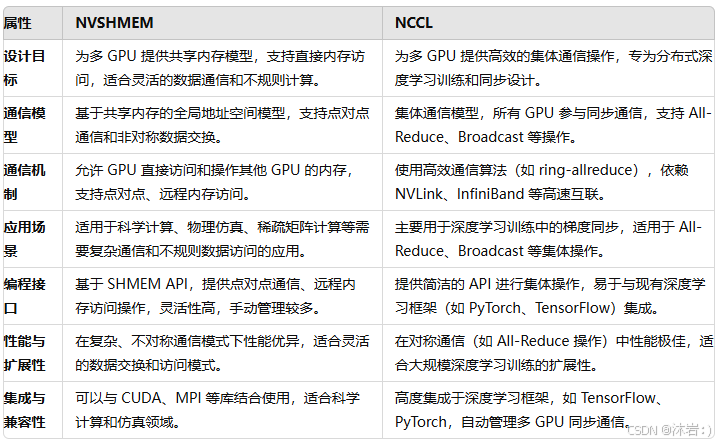 属性 NVSHMEM NCCL
设计目 为多 GPU 提供共享内存模型，支持直接内存访 为多 GPU 提供高效的集体通信操作，专为分布式深
标 问，适合灵活的数据通信和不规则计算。 度学习训练和同步设计。
通信模 基于共享内存的全局地址空间模型，支持点对点 集体通信模型，所有 GPU 参与同步通信，支持 All-
型 通信和非对称数据交换。 Reduce、Broadcast 等操作。
通信机 允许 GPU 直接访问和操作其他 GPU 的内存， 使用高效通信算法（如 ring-allreduce），依赖
制 支持点对点、远程内存访问。 NVLink、InfiniBand 等高速互联。
应用场 适用于科学计算、物理仿真、稀疏矩阵计算等需 主要用于深度学习训练中的梯度同步，适用于 All-
景 要复杂通信和不规则数据访问的应用。 Reduce、Broadcast 等集体操作。
编程接 基于 SHMEM API，提供点对点通信、远程内 提供简洁的 API 进行集体操作，易于与现有深度学
口 存访问操作，灵活性高，手动管理较多。 习框架（如 PyTorch、TensorFlow）集成。
性能与 在复杂、不对称通信模式下性能优异，适合灵活 在对称通信（如 All-Reduce 操作）中性能极佳，适
扩展性 的数据交换和访问模式。 合大规模深度学习训练的扩展性。
集成与 可以与 CUDA、MPI 等库结合使用，适合科学 高度集成于深度学习框架，如 TensorFlow、
兼容性 计算和仿真领域。 PyTorch，自动管理多 GPU 同步通信。
CSDN @沐岩:)